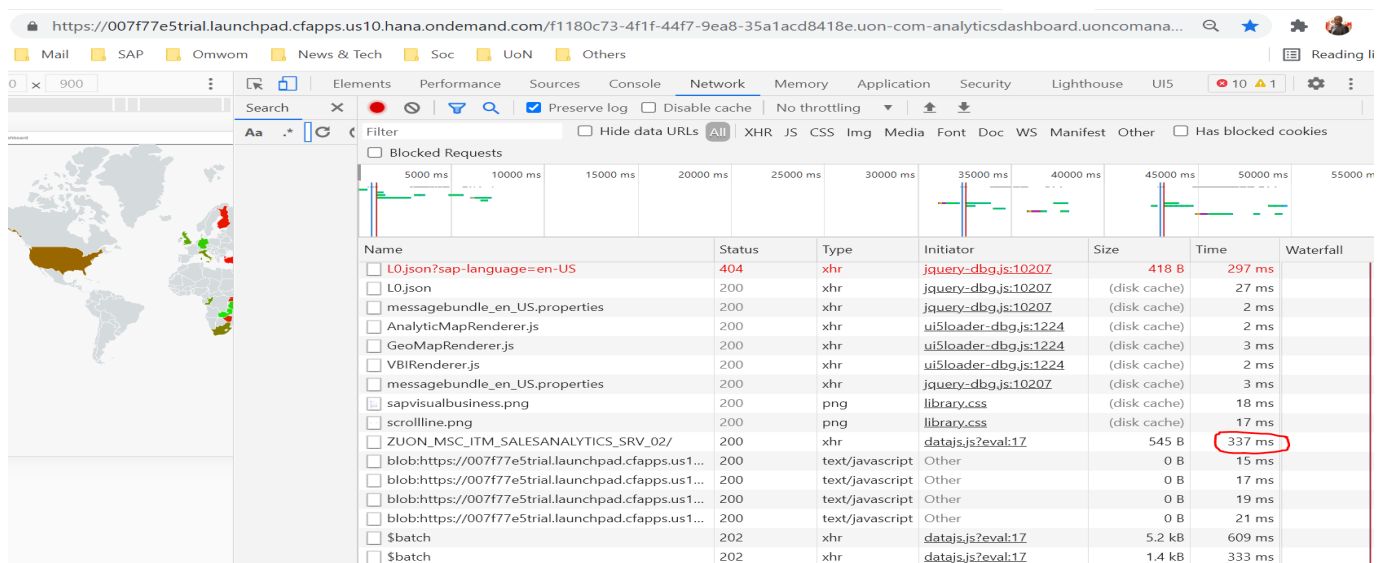 https://007f77e5trial.launchpad.cfapps.us10.hana.ondemand.com/f1180c73-4f1f-44f7-9ea8-35a1acd8418e.uon-com-analyticsdashboard.uoncomana...
Mail SAP Omwom News & Tech Soc UoN Others Reading li
0 x 900 Elements Performance Sources Console Network Memory Application Security Lighthouse UI5 10 1
Search × Preserve log Disable cache No throttling
Aa .* Filter Hide data URLs All XHR JS CSS Img Media Font Doc WS Manifest Other Has blocked cookies
Blocked Requests
5000 ms 10000 ms 15000 ms 20000 ms 25000 ms 30000 ms 35000 ms 40000 ms 45000 ms 50000 ms 55000 m
Name Status Type Initiator Size Time Waterfall
L0.json?sap-language=en-US 404 xhr jquery-dbg.js:10207 418 B 297 ms
L0.json 200 xhr jquery-dbg.js:10207 (disk cache) 27 ms
messagebundle_en_US.properties 200 xhr jquery-dbg.js:10207 (disk cache) 2 ms
AnalyticMapRenderer.js 200 xhr ui5loader-dbg.js:1224 (disk cache) 2 ms
GeoMapRenderer.js 200 xhr ui5loader-dbg.js:1224 (disk cache) 3 ms
VBIRenderer.js 200 xhr ui5loader-dbg.js:1224 (disk cache) 2 ms
messagebundle_en_US.properties 200 xhr jquery-dbg.js:10207 (disk cache) 3 ms
sapvisualbusiness.png 200 png library.css (disk cache) 18 ms
scrollline.png 200 png library.css (disk cache) 17 ms
ZUON_MSC_ITM_SALESANALYTICS_SRV_02/ 200 xhr datajs.js?eval:17 545 B 337 ms
blob:https://007f77e5trial.launchpad.cfapps.us1... 200 text/javascript Other 0 B 15 ms
blob:https://007f77e5trial.launchpad.cfapps.us1... 200 text/javascript Other 0 B 17 ms
blob:https://007f77e5trial.launchpad.cfapps.us1... 200 text/javascript Other 0 B 19 ms
blob:https://007f77e5trial.launchpad.cfapps.us1... 200 text/javascript Other 0 B 21 ms
$batch 202 xhr datajs.js?eval:17 5.2 kB 609 ms
$batch 202 xhr datajs.js?eval:17 1.4 kB 333 ms